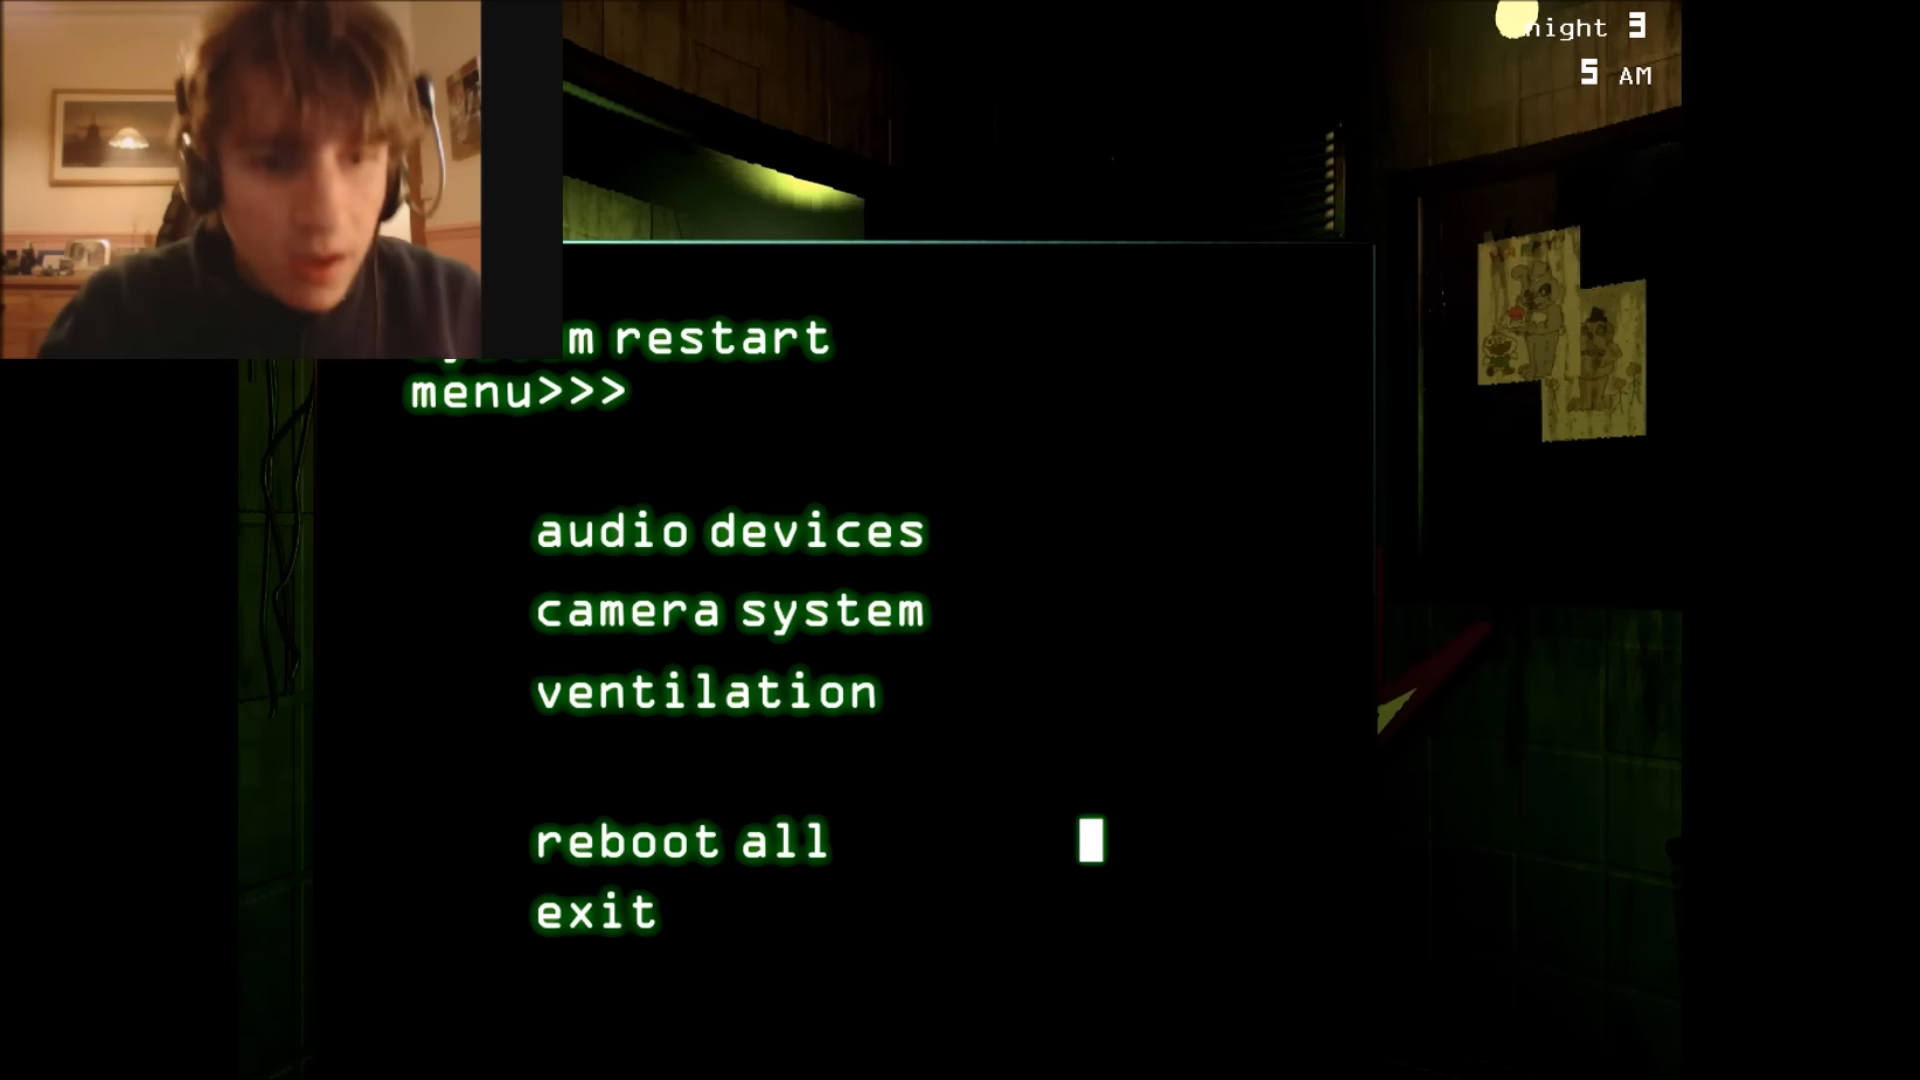 night 3
5 AM
m restart
menu>>>
audio devices
camera system
ventilation
reboot all
exit